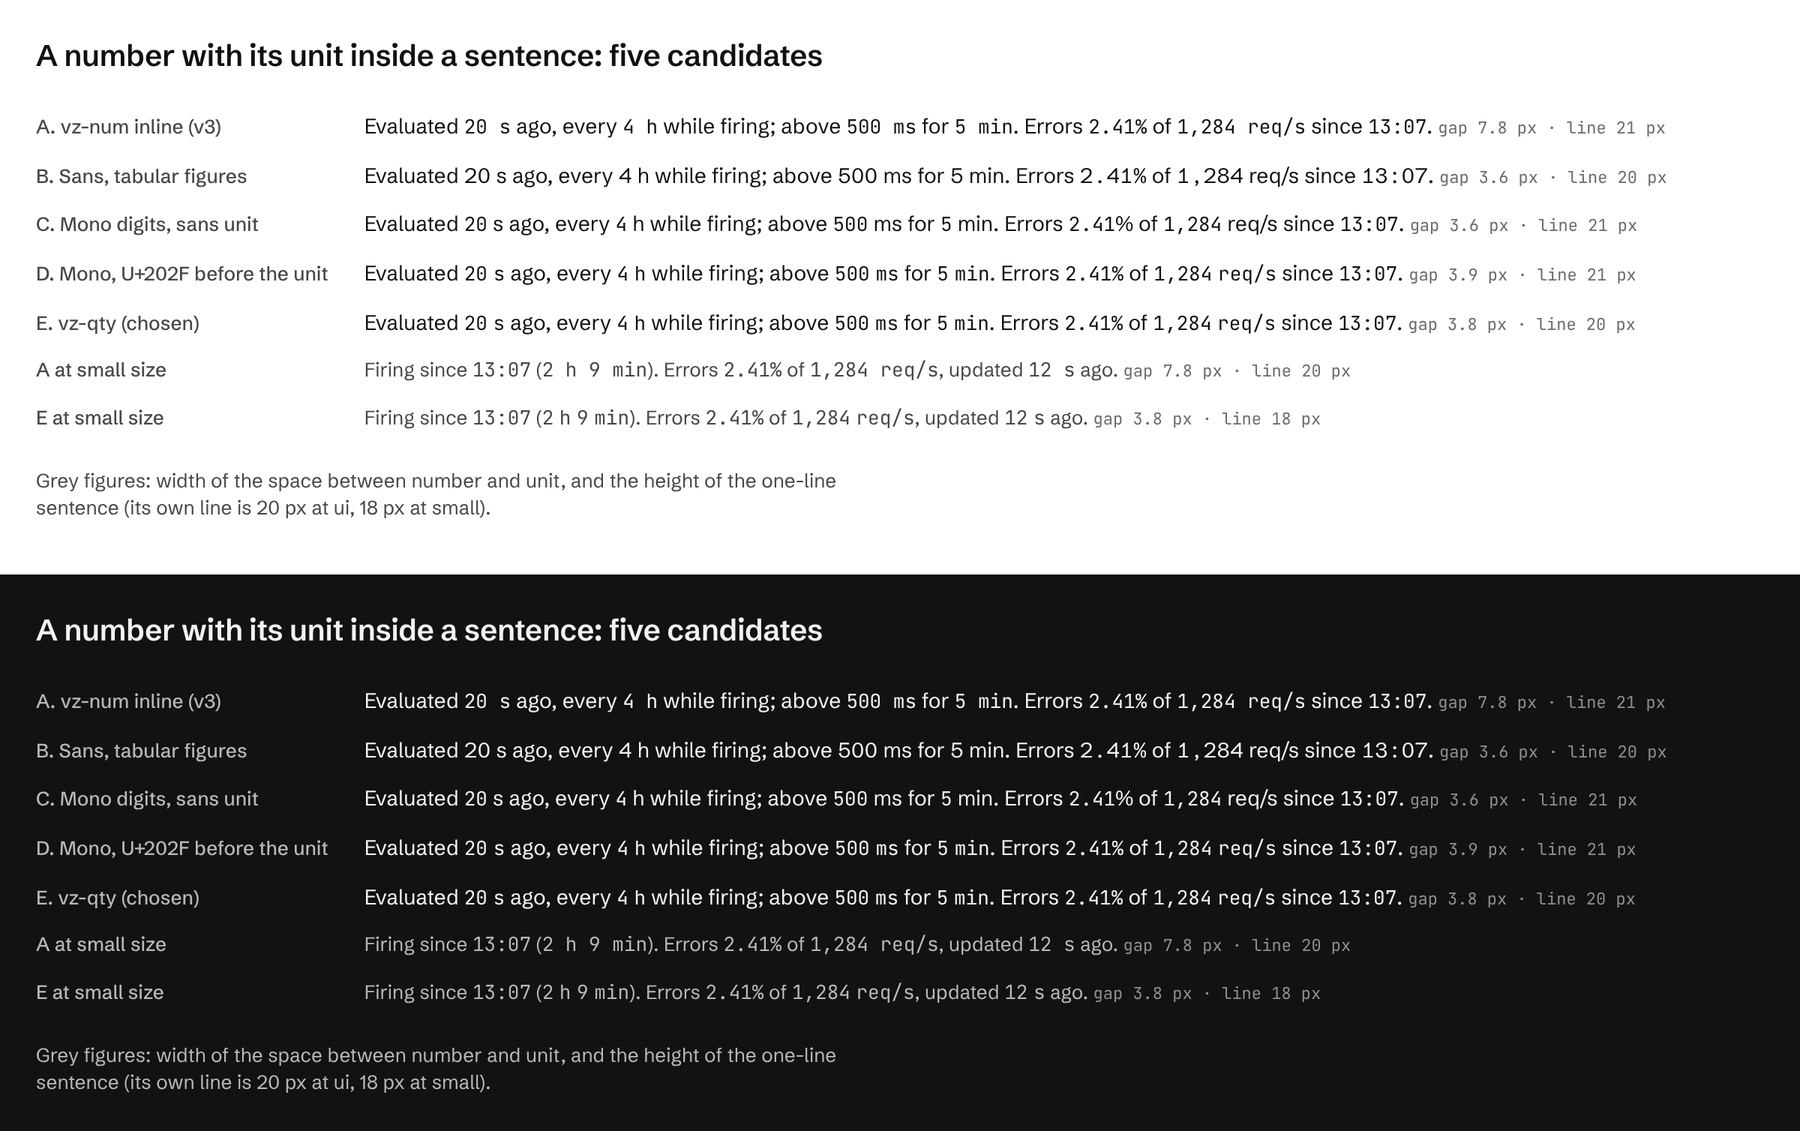 A number with its unit inside a sentence: five candidates
A. vz-num inline (v3) Evaluated 20 s ago, every 4 h while firing; above 500 ms for 5 min. Errors 2.41% of 1,284 req/s since 13:07. gap 7.8 px · line 21 px
B. Sans, tabular figures Evaluated 20 s ago, every 4 h while firing; above 500 ms for 5 min. Errors 2.41% of 1,284 req/s since 13:07. gap 3.6 px · line 20 px
C. Mono digits, sans unit Evaluated 20 s ago, every 4 h while firing; above 500 ms for 5 min. Errors 2.41% of 1,284 req/s since 13:07. gap 3.6 px · line 21 px
D. Mono, U+202F before the unit Evaluated 20 s ago, every 4 h while firing; above 500 ms for 5 min. Errors 2.41% of 1,284 req/s since 13:07. gap 3.9 px · line 21 px
E. vz-qty (chosen) Evaluated 20 s ago, every 4 h while firing; above 500 ms for 5 min. Errors 2.41% of 1,284 req/s since 13:07. gap 3.8 px · line 20 px
A at small size Firing since 13:07 (2 h 9 min). Errors 2.41% of 1,284 req/s, updated 12 s ago. gap 7.8 px · line 20 px
E at small size Firing since 13:07 (2 h 9 min). Errors 2.41% of 1,284 req/s, updated 12 s ago. gap 3.8 px · line 18 px
Grey figures: width of the space between number and unit, and the height of the one-line
sentence (its own line is 20 px at ui, 18 px at small).
A number with its unit inside a sentence: five candidates
A. vz-num inline (v3) Evaluated 20 s ago, every 4 h while firing; above 500 ms for 5 min. Errors 2.41% of 1,284 req/s since 13:07. gap 7.8 px · line 21 px
B. Sans, tabular figures Evaluated 20 s ago, every 4 h while firing; above 500 ms for 5 min. Errors 2.41% of 1,284 req/s since 13:07. gap 3.6 px · line 20 px
C. Mono digits, sans unit Evaluated 20 s ago, every 4 h while firing; above 500 ms for 5 min. Errors 2.41% of 1,284 req/s since 13:07. gap 3.6 px · line 21 px
D. Mono, U+202F before the unit Evaluated 20 s ago, every 4 h while firing; above 500 ms for 5 min. Errors 2.41% of 1,284 req/s since 13:07. gap 3.9 px · line 21 px
E. vz-qty (chosen) Evaluated 20 s ago, every 4 h while firing; above 500 ms for 5 min. Errors 2.41% of 1,284 req/s since 13:07. gap 3.8 px · line 20 px
A at small size Firing since 13:07 (2 h 9 min). Errors 2.41% of 1,284 req/s, updated 12 s ago. gap 7.8 px · line 20 px
E at small size Firing since 13:07 (2 h 9 min). Errors 2.41% of 1,284 req/s, updated 12 s ago. gap 3.8 px · line 18 px
Grey figures: width of the space between number and unit, and the height of the one-line
sentence (its own line is 20 px at ui, 18 px at small).